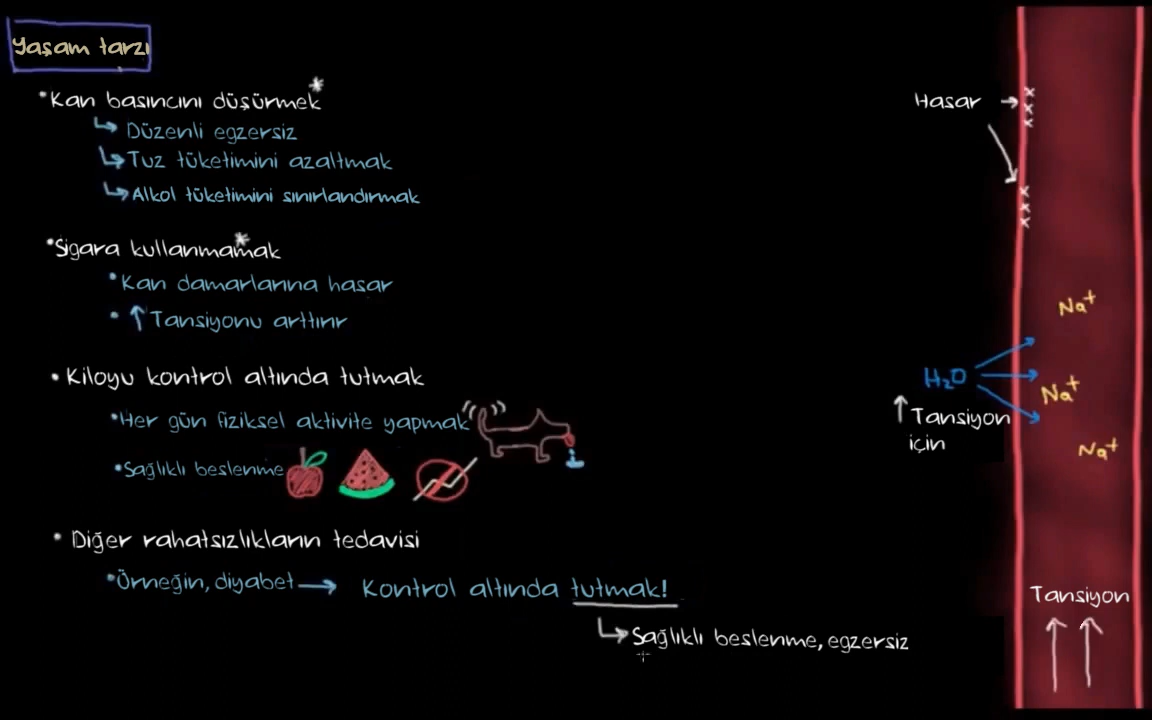 Yaşam tarzı
•Kan basıncını düşürmek*
↳ Düzenli egzersiz
↳ Tuz tüketimini azaltmak
↳ Alkol tüketimini sınırlandırmak
•Sigara kullanmamak*
•Kan damarlarına hasar
•↑Tansiyonu arttırır
•Kiloyu kontrol altında tutmak
•Her gün fiziksel aktivite yapmak
•Sağlıklı beslenme
•Diğer rahatsızlıkların tedavisi
•Örneğin, diyabet → Kontrol altında tutmak!
↳ Sağlıklı beslenme, egzersiz
Hasar →
xxx
xxx
Na⁺
H₂O
Na⁺
↑Tansiyon
için
Na⁺
Tansiyon
↑↑